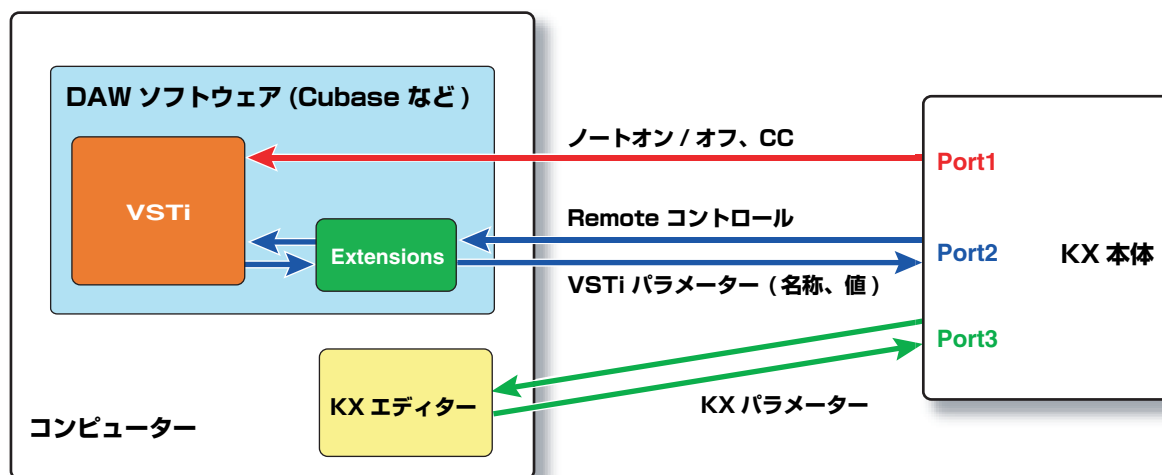 DAW ソフトウェア (Cubase など )
ノートオン / オフ、CC
Port1
VSTi
Remote コントロール
Extensions
Port2
KX 本体
VSTi パラメーター ( 名称、値 )
Port3
KX エディター
KX パラメーター
コンピューター